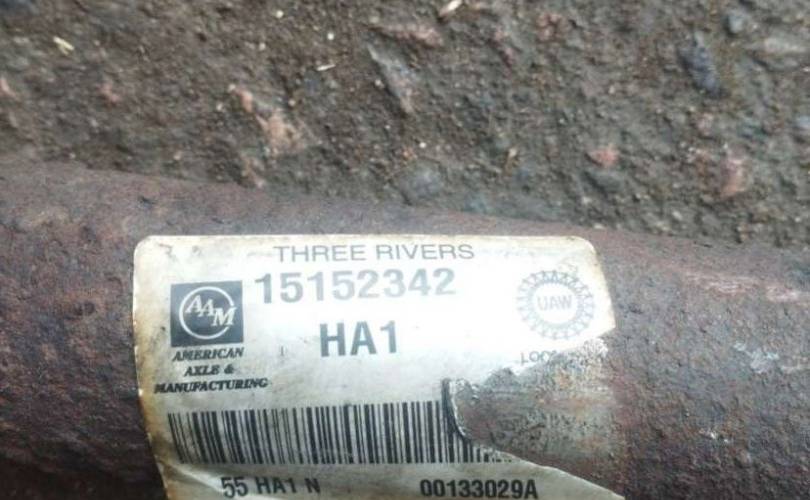 THREE RIVERS
15152342
HA1
AAM
AMERICAN
AXLE &
MANUFACTURING
UAW
55 HA1 N
00133029A